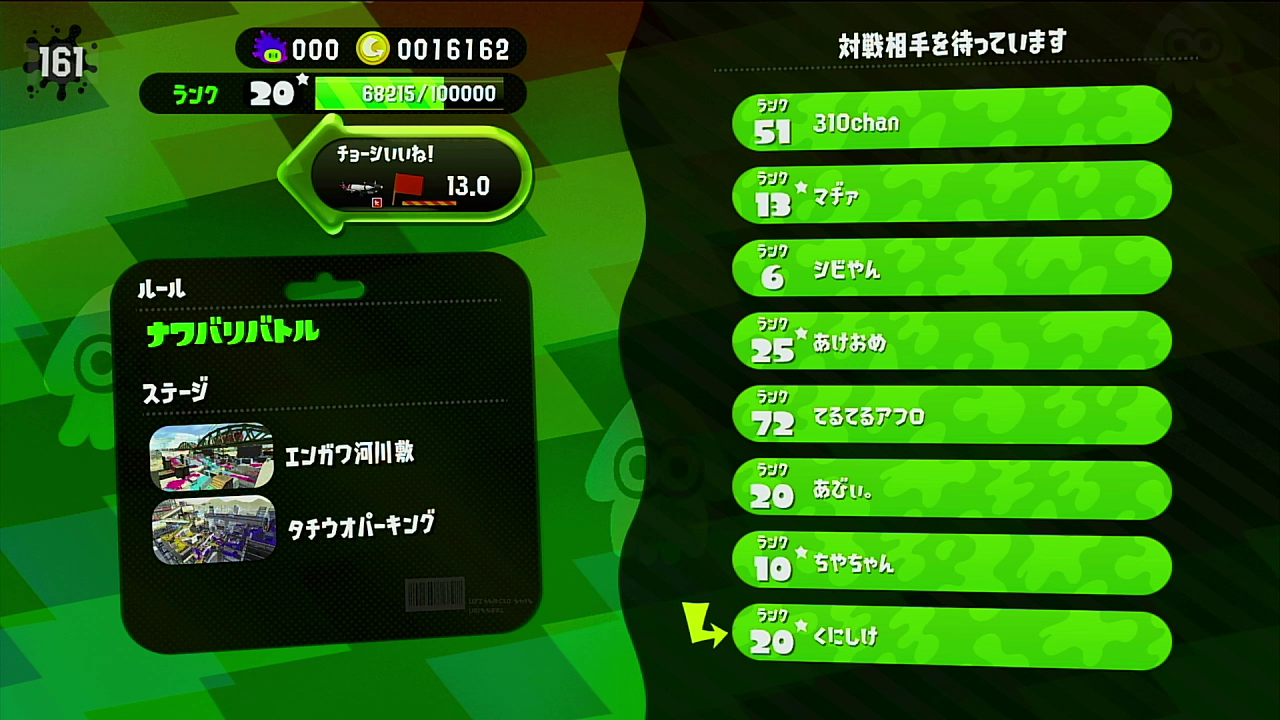 161
000 0016162
ランク 20 68215/100000
チョーシいいね!
13.0
ルール
ナワバリバトル
ステージ
エンガワ河川敷
タチウオパーキング
対戦相手を待っています
ランク 51 310chan
ランク 13 マヂァ
ランク 6 シビやん
ランク 25 あけおめ
ランク 72 てるてるアフロ
ランク 20 あびぃ。
ランク 10 ちやちゃん
ランク 20 くにしけ